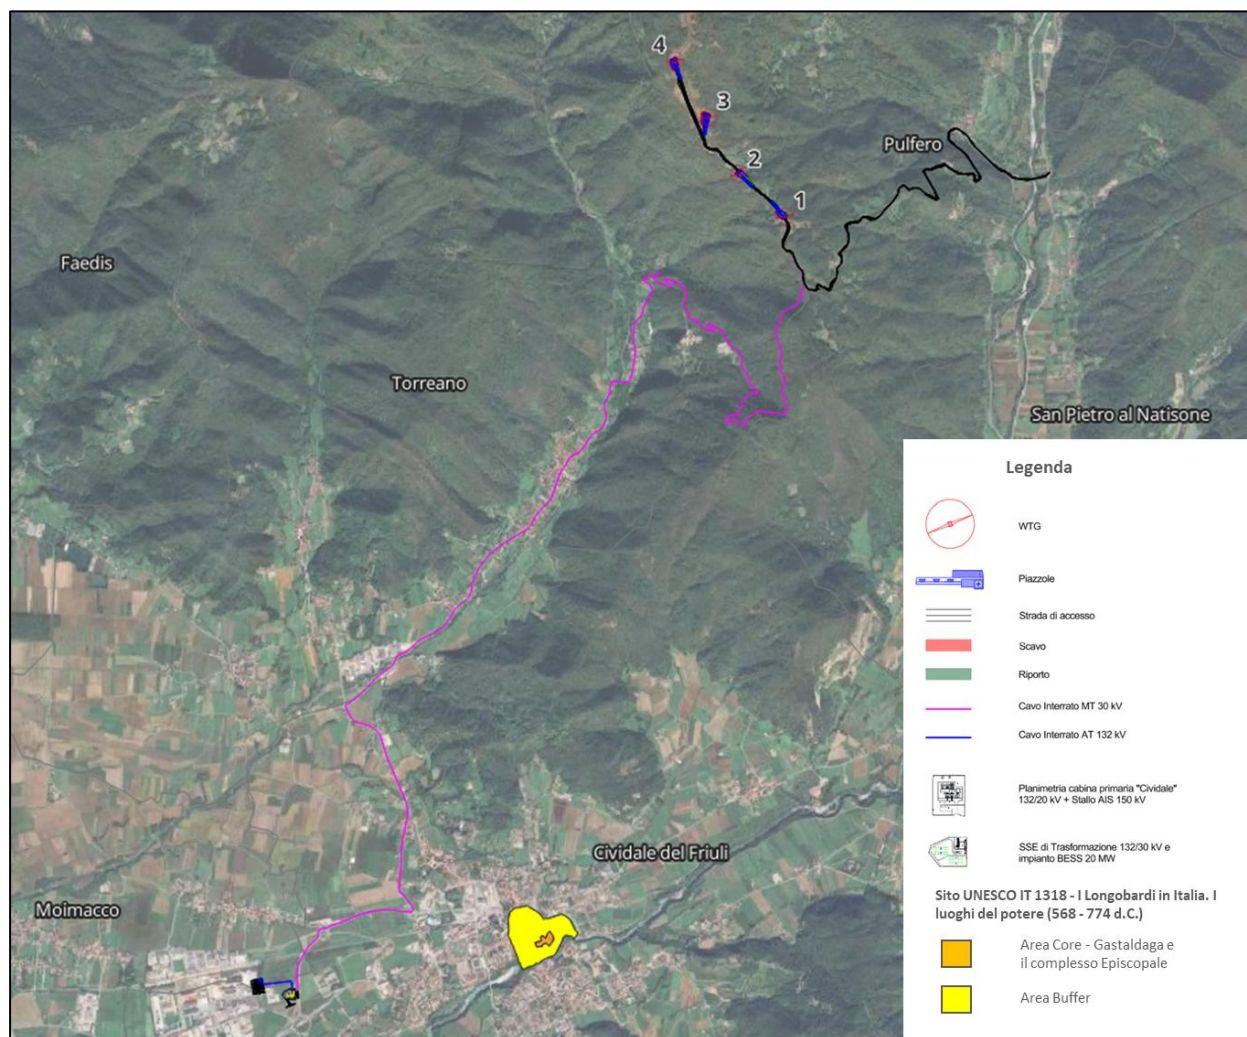 4
3
2
1
Pulfero
Faedis
Torreano
San Pietro al Natisone
Cividale del Friuli
Moimacco
Legenda
WTG
Piazzole
Strada di accesso
Scavo
Riporto
Cavo Interrato MT 30 kV
Cavo Interrato AT 132 kV
Planimetria cabina primaria "Cividale"
132/20 kV + Stallo AIS 150 kV
SSE di Trasformazione 132/30 kV e
impianto BESS 20 MW
Sito UNESCO IT 1318 - I Longobardi in Italia. I
luoghi del potere (568 - 774 d.C.)
Area Core - Gastaldaga e
il complesso Episcopale
Area Buffer